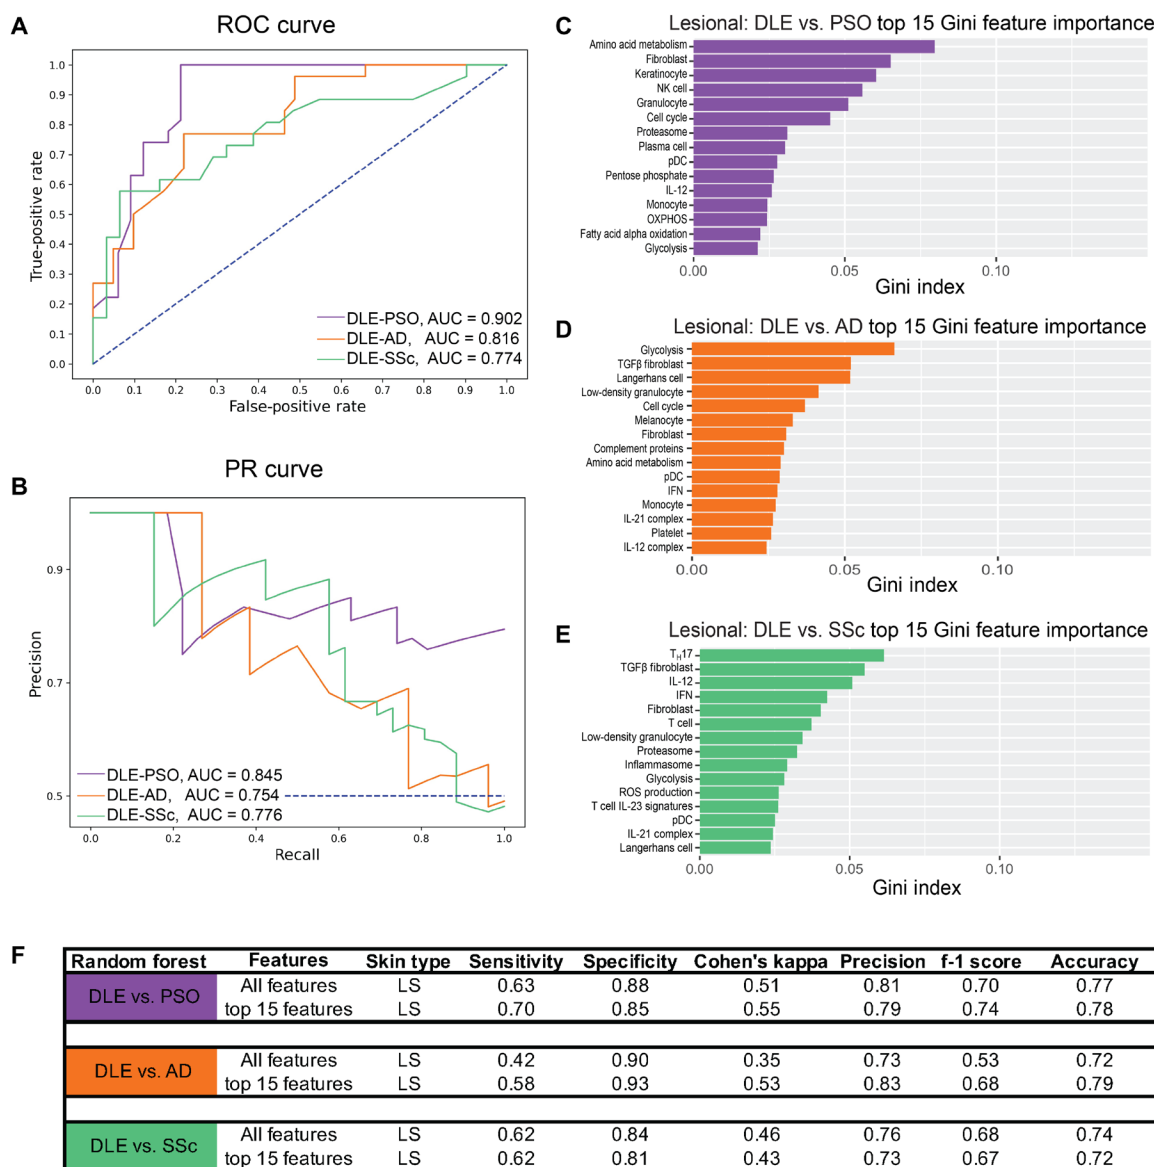 A
ROC curve
1.0
0.9
0.8
0.7
0.6
0.5
0.4
0.3
0.2
0.1
0.0
True-positive rate
DLE-PSO, AUC = 0.902
DLE-AD, AUC = 0.816
DLE-SSc, AUC = 0.774
0.0 0.1 0.2 0.3 0.4 0.5 0.6 0.7 0.8 0.9 1.0
False-positive rate
B
PR curve
0.9
0.7
0.5
Precision
DLE-PSO, AUC = 0.845
DLE-AD, AUC = 0.754
DLE-SSc, AUC = 0.776
0.0 0.2 0.4 0.6 0.8 1.0
Recall
C
Lesional: DLE vs. PSO top 15 Gini feature importance
Amino acid metabolism
Fibroblast
Keratinocyte
NK cell
Granulocyte
Cell cycle
Proteasome
Plasma cell
pDC
Pentose phosphate
IL-12
Monocyte
OXPHOS
Fatty acid alpha oxidation
Glycolysis
0.00 0.05 0.10
Gini index
D
Lesional: DLE vs. AD top 15 Gini feature importance
Glycolysis
TGFβ fibroblast
Langerhans cell
Low-density granulocyte
Cell cycle
Melanocyte
Fibroblast
Complement proteins
Amino acid metabolism
pDC
IFN
Monocyte
IL-21 complex
Platelet
IL-12 complex
0.00 0.05 0.10
Gini index
E
Lesional: DLE vs. SSc top 15 Gini feature importance
TH17
TGFβ fibroblast
IL-12
IFN
Fibroblast
T cell
Low-density granulocyte
Proteasome
Inflammasome
Glycolysis
ROS production
T cell IL-23 signatures
pDC
IL-21 complex
Langerhans cell
0.00 0.05 0.10
Gini index
F
Random forest Features Skin type Sensitivity Specificity Cohen's kappa Precision f-1 score Accuracy
DLE vs. PSO
All features LS 0.63 0.88 0.51 0.81 0.70 0.77
top 15 features LS 0.70 0.85 0.55 0.79 0.74 0.78
DLE vs. AD
All features LS 0.42 0.90 0.35 0.73 0.53 0.72
top 15 features LS 0.58 0.93 0.53 0.83 0.68 0.79
DLE vs. SSc
All features LS 0.62 0.84 0.46 0.76 0.68 0.74
top 15 features LS 0.62 0.81 0.43 0.73 0.67 0.72